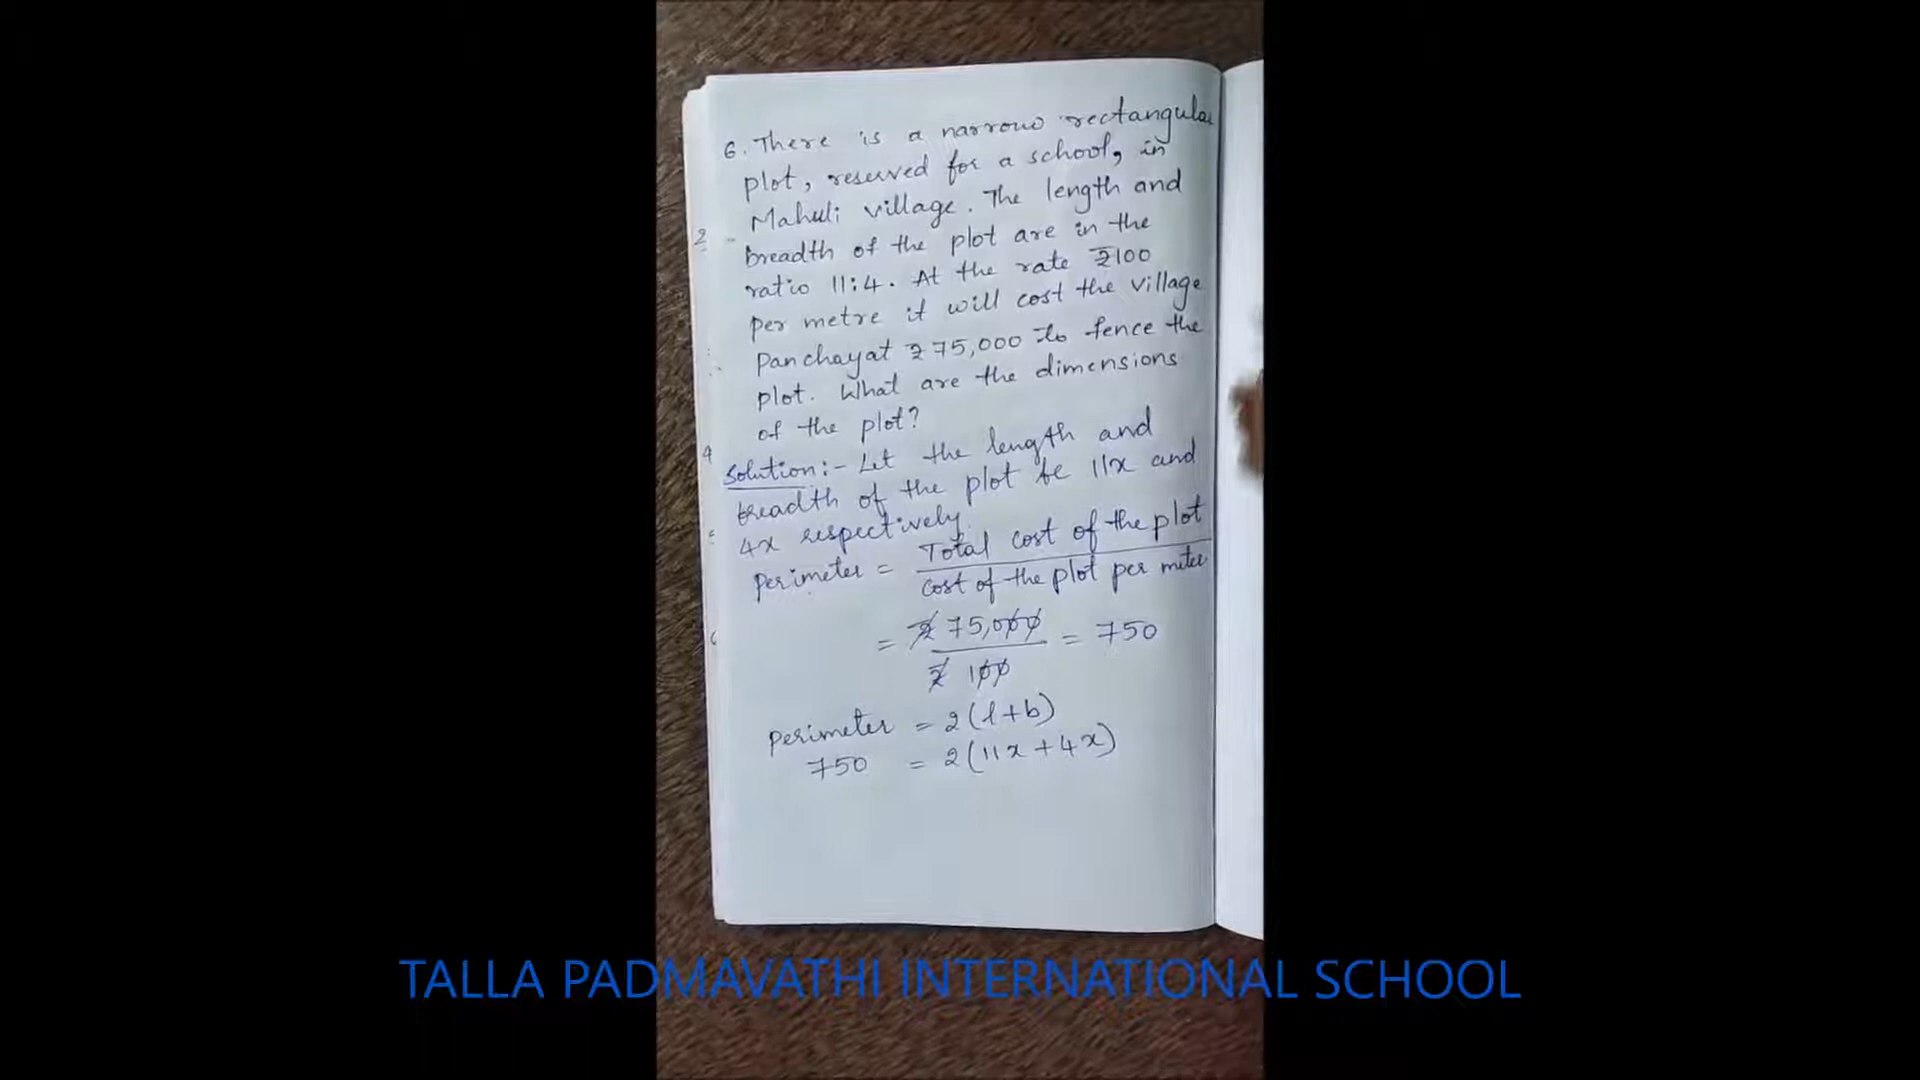 6. There is a narrow rectangular
plot, reserved for a school, in
Mahuli village. The length and
2
breadth of the plot are in the
ratio 11:4. At the rate ₹100
per metre it will cost the village
panchayat ₹75,000 to fence the
plot. What are the dimensions
of the plot?
4
Solution:- Let the length and
breadth of the plot be 11x and
4x respectively.
Perimeter = Total cost of the plot
cost of the plot per meter
= ₹ 75,000 = 750
₹ 100
perimeter = 2(l+b)
750 = 2(11x+4x)
TALLA PADMAVATHI INTERNATIONAL SCHOOL